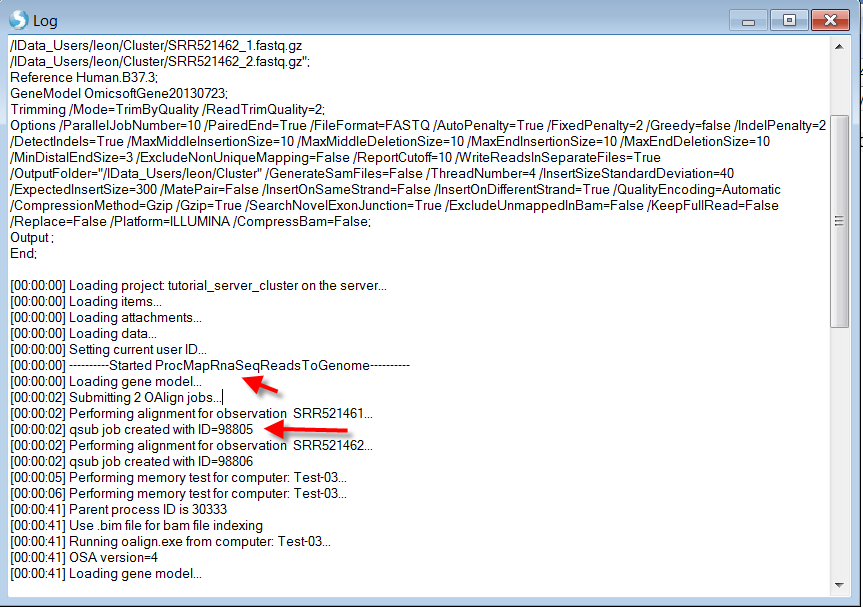 Log
/IData_Users/leon/Cluster/SRR521462_1.fastq.gz
/IData_Users/leon/Cluster/SRR521462_2.fastq.gz";
Reference Human.B37.3;
GeneModel OmicsoftGene20130723;
Trimming /Mode=TrimByQuality /ReadTrimQuality=2;
Options /ParallelJobNumber=10 /PairedEnd=True /FileFormat=FASTQ /AutoPenalty=True /FixedPenalty=2 /Greedy=false /IndelPenalty=2
/DetectIndels=True /MaxMiddleInsertionSize=10 /MaxMiddleDeletionSize=10 /MaxEndInsertionSize=10 /MaxEndDeletionSize=10
/MinDistalEndSize=3 /ExcludeNonUniqueMapping=False /ReportCutoff=10 /WriteReadsInSeparateFiles=True
/OutputFolder="/IData_Users/leon/Cluster" /GenerateSamFiles=False /ThreadNumber=4 /InsertSizeStandardDeviation=40
/ExpectedInsertSize=300 /MatePair=False /InsertOnSameStrand=False /InsertOnDifferentStrand=True /QualityEncoding=Automatic
/CompressionMethod=Gzip /Gzip=True /SearchNovelExonJunction=True /ExcludeUnmappedInBam=False /KeepFullRead=False
/Replace=False /Platform=ILLUMINA /CompressBam=False;
Output ;
End;
[00:00:00] Loading project: tutorial_server_cluster on the server...
[00:00:00] Loading items...
[00:00:00] Loading attachments...
[00:00:00] Loading data...
[00:00:00] Setting current user ID...
[00:00:00] ----------Started ProcMapRnaSeqReadsToGenome----------
[00:00:00] Loading gene model...
[00:00:02] Submitting 2 OAlign jobs...
[00:00:02] Performing alignment for observation  SRR521461...
[00:00:02] qsub job created with ID=98805
[00:00:02] Performing alignment for observation  SRR521462...
[00:00:02] qsub job created with ID=98806
[00:00:05] Performing memory test for computer: Test-03...
[00:00:06] Performing memory test for computer: Test-03...
[00:00:41] Parent process ID is 30333
[00:00:41] Use .bim file for bam file indexing
[00:00:41] Running oalign.exe from computer: Test-03...
[00:00:41] OSA version=4
[00:00:41] Loading gene model...